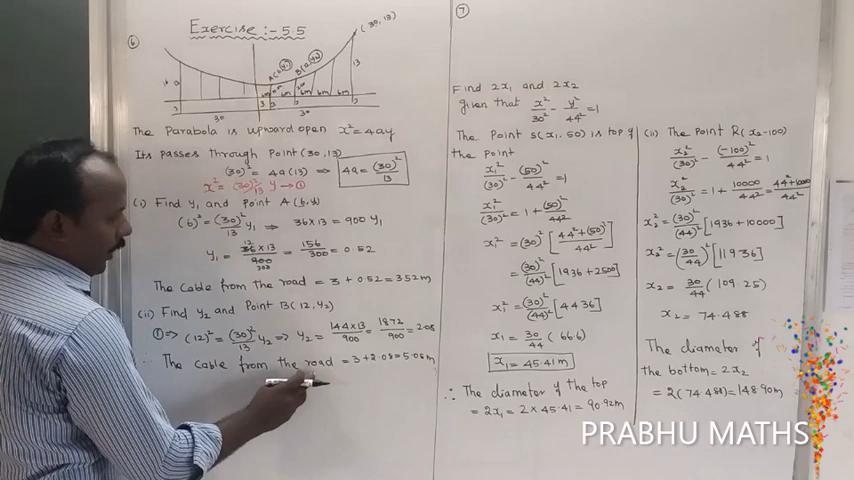 Exercise:-5.5
⑥
(30, 13)
A(6,y₁)
B(12,y₂)
13
6m 6m 6m 6m
3 3 3 3
30 30
The Parabola is upward open x² = 4ay
Its passes through Point (30, 13)
(30)² = 4a(13) ⇒ 4a = (30)²/13
x² = (30)²/13 y → ①
(i) Find y₁ and Point A (6, y₁)
(6)² = (30)²/13 y₁ ⇒ 36×13 = 900 y₁
y₁ = 36×13/900 = 156/300 = 0.52
The cable from the road = 3 + 0.52 = 3.52m
(ii) Find y₂ and Point B(12, y₂)
①⇒ (12)² = (30)²/13 y₂ ⇒ y₂ = 144×13/900 = 1872/900 = 2.08
∴ The cable from the road = 3+2.08 = 5.08m
⑦
Find 2x₁ and 2x₂
given that x²/30² - y²/44² = 1
The Point S(x₁, 50) is top of
the Point
x₁²/(30)² - (50)²/44² = 1
x₁²/(30)² = 1 + (50)²/44²
x₁² = (30)² [44² + (50)²/44²]
= (30)²/(44)² [1936 + 2500]
x₁² = (30)²/(44)² [4436]
x₁ = 30/44 (66.6)
x₁ = 45.41m
∴ The diameter of the top
= 2x₁ = 2 × 45.41 = 90.92m
(ii) The Point R(x₂ -100)
x₂²/(30)² - (-100)²/44² = 1
x₂²/(30)² = 1 + 10000/44² = 44² + 10000/44²
x₂² = (30)²/(44)² [1936 + 10000]
x₂² = (30/44)² [11936]
x₂ = 30/44 (109.25)
x₂ = 74.488
The diameter of
the bottom = 2x₂
= 2(74.488) = 148.90m
PRABHU MATHS